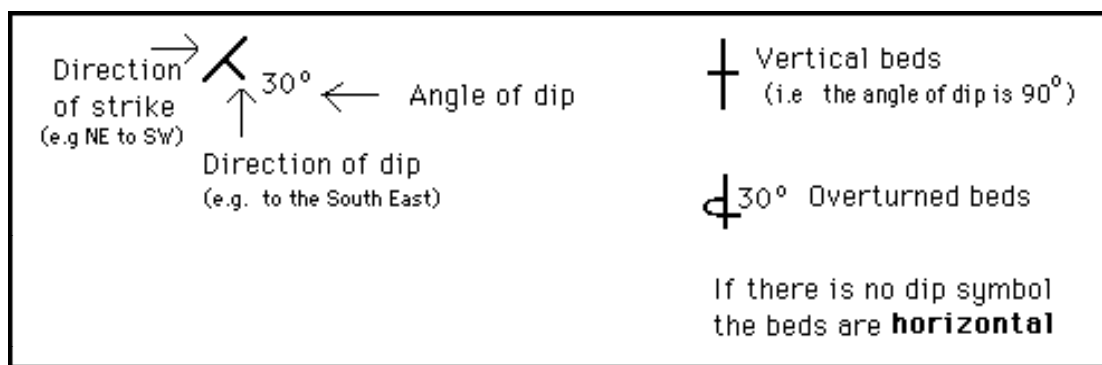 Direction
of strike
(e.g NE to SW)
30°
Angle of dip
Direction of dip
(e.g. to the South East)
Vertical beds
(i.e the angle of dip is 90°)
30° Overturned beds
If there is no dip symbol
the beds are horizontal